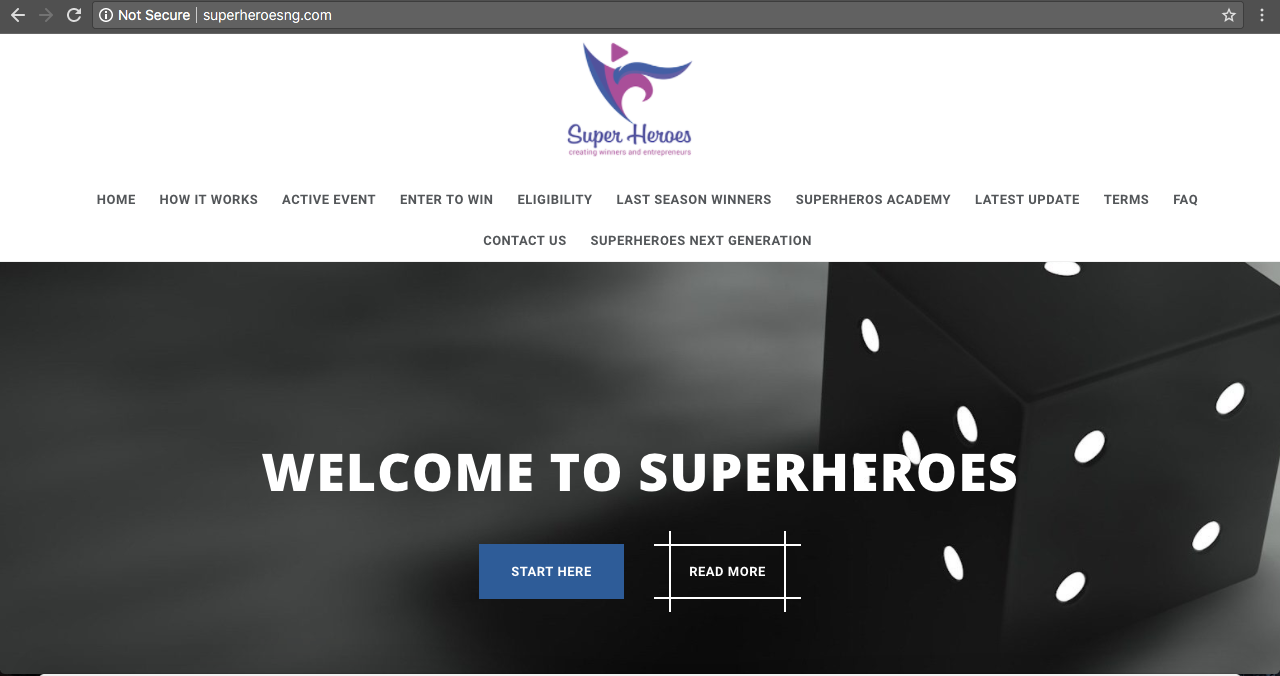 Not Secure | superheroesng.com
Super Heroes
creating winners and entrepreneurs
HOME HOW IT WORKS ACTIVE EVENT ENTER TO WIN ELIGIBILITY LAST SEASON WINNERS SUPERHEROS ACADEMY LATEST UPDATE TERMS FAQ
CONTACT US SUPERHEROES NEXT GENERATION
WELCOME TO SUPERHEROES
START HERE READ MORE